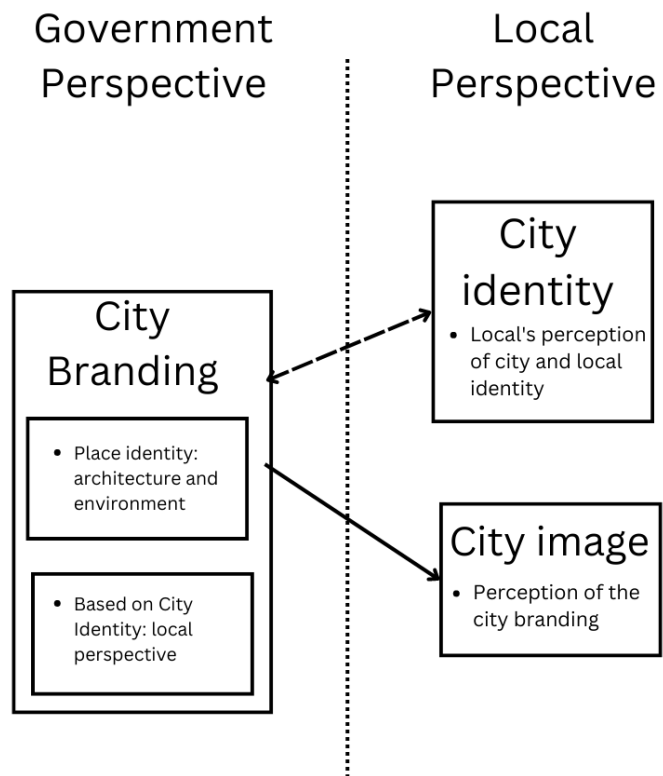 Government
Perspective
Local
Perspective
City
Branding
• Place identity:
architecture and
environment
• Based on City
Identity: local
perspective
City
identity
• Local's perception
of city and local
identity
City image
• Perception of the
city branding